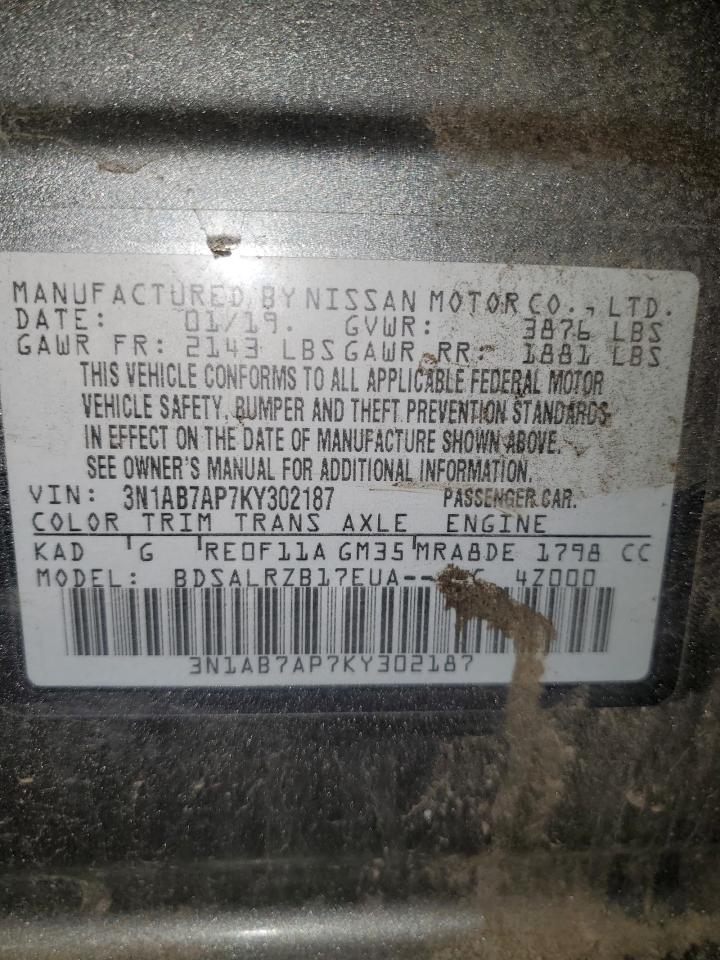 MANUFACTURED BY NISSAN MOTOR CO., LTD.
DATE: 01/19. GVWR: 3876 LBS
GAWR FR: 2143 LBS GAWR RR: 1881 LBS
THIS VEHICLE CONFORMS TO ALL APPLICABLE FEDERAL MOTOR
VEHICLE SAFETY, BUMPER AND THEFT PREVENTION STANDARDS
IN EFFECT ON THE DATE OF MANUFACTURE SHOWN ABOVE.
SEE OWNER'S MANUAL FOR ADDITIONAL INFORMATION.
VIN: 3N1AB7AP7KY302187 PASSENGER CAR.
COLOR TRIM TRANS AXLE ENGINE
KAD G RE0F11A GM35 MRA8DE 1798 CC
MODEL: BDSALRZB17EUA-- 4Z000
3N1AB7AP7KY302187